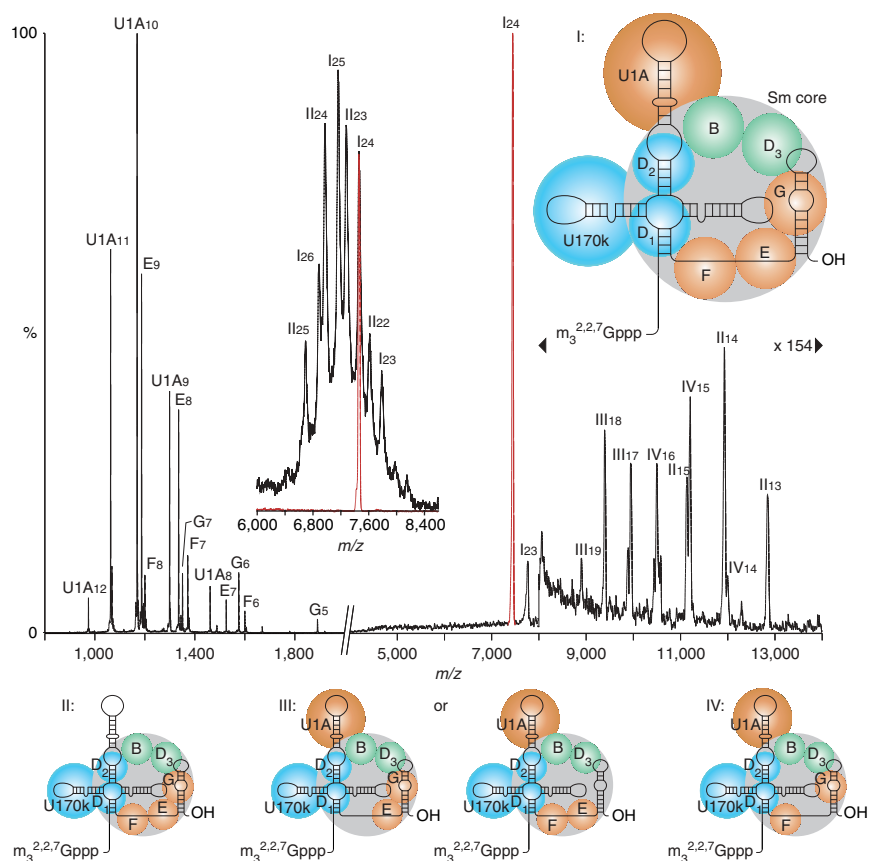 100
%
0
U1A12
U1A11
U1A10
E9
F8
U1A9
E8
G7
F7
U1A8
E7
G6
F6
G5
1,000
1,400
1,800
5,000
7,000
9,000
11,000
13,000
m/z
II25
I26
II24
I25
II23
I24
II22
I23
6,000
6,800
7,600
8,400
m/z
I24
I23
III19
III18
III17
IV16
II15
IV15
II14
IV14
II13
x 154
I:
U1A
Sm core
B
D2
D3
G
U170k
D1
E
F
OH
m3 2,2,7Gppp
II:
B
D3
D2
G
U170k
D1
E
F
OH
m3 2,2,7Gppp
III:
U1A
B
D3
D2
G
U170k
D1
E
OH
m3 2,2,7Gppp
or
U1A
B
D3
D2
U170k
D1
F
E
OH
m3 2,2,7Gppp
IV:
U1A
B
D3
D2
G
U170k
D1
F
OH
m3 2,2,7Gppp